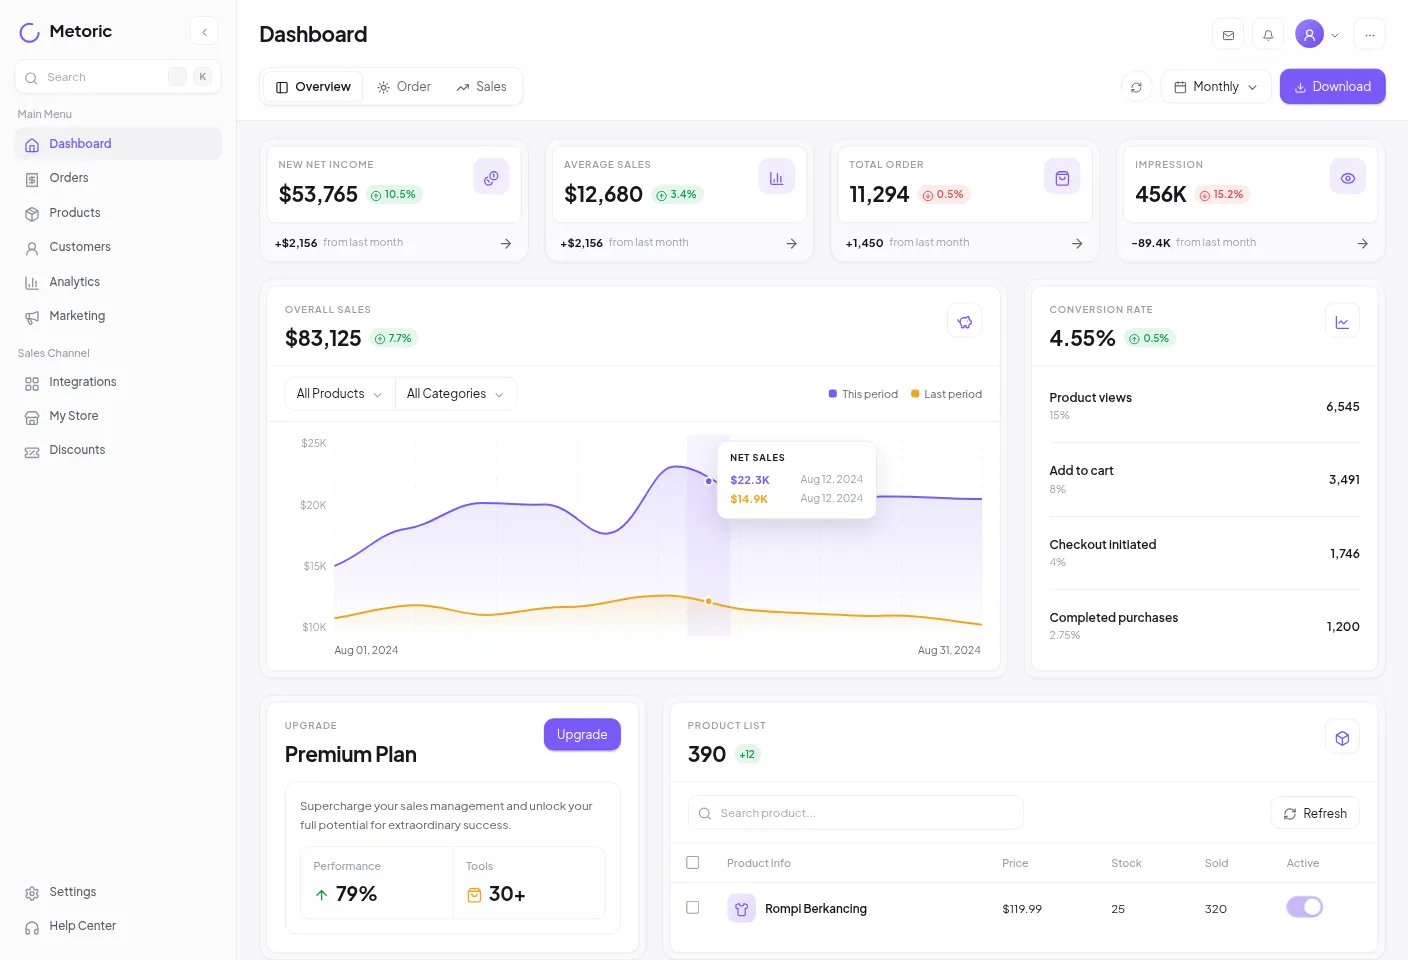 Metoric
Search
K
Main Menu
Dashboard
Orders
Products
Customers
Analytics
Marketing
Sales Channel
Integrations
My Store
Discounts
Settings
Help Center
Dashboard
Overview
Order
Sales
Monthly
Download
NEW NET INCOME
$53,765 10.5%
+$2,156 from last month
AVERAGE SALES
$12,680 3.4%
+$2,156 from last month
TOTAL ORDER
11,294 0.5%
+1,450 from last month
IMPRESSION
456K 15.2%
-89.4K from last month
OVERALL SALES
$83,125 7.7%
All Products
All Categories
This period
Last period
$25K
$20K
$15K
$10K
NET SALES
$22.3K Aug 12, 2024
$14.9K Aug 12, 2024
Aug 01, 2024
Aug 31, 2024
CONVERSION RATE
4.55% 0.5%
Product views
15%
6,545
Add to cart
8%
3,491
Checkout initiated
4%
1,746
Completed purchases
2.75%
1,200
UPGRADE
Premium Plan
Upgrade
Supercharge your sales management and unlock your
full potential for extraordinary success.
Performance
79%
Tools
30+
PRODUCT LIST
390 +12
Search product...
Refresh
Product Info Price Stock Sold Active
Rompi Berkancing $119.99 25 320